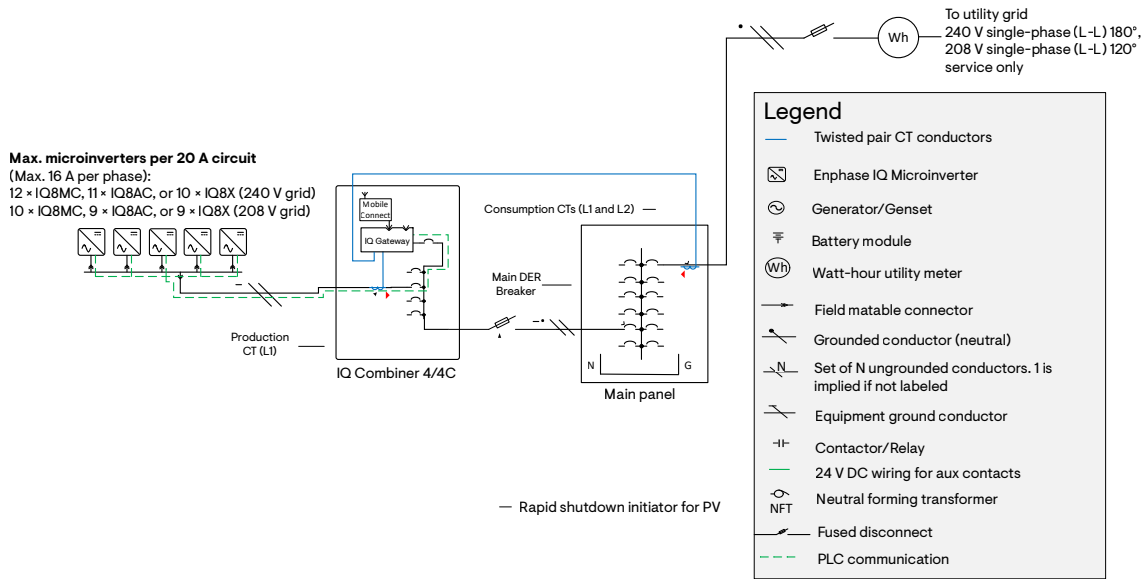 To utility grid
240 V single-phase (L-L) 180°,
208 V single-phase (L-L) 120°
service only
Wh
Max. microinverters per 20 A circuit
(Max. 16 A per phase):
12 × IQ8MC, 11 × IQ8AC, or 10 × IQ8X (240 V grid)
10 × IQ8MC, 9 × IQ8AC, or 9 × IQ8X (208 V grid)
Mobile
Connect
IQ Gateway
Consumption CTs (L1 and L2)
Main DER
Breaker
Production
CT (L1)
IQ Combiner 4/4C
N
G
Main panel
Rapid shutdown initiator for PV
Legend
Twisted pair CT conductors
Enphase IQ Microinverter
Generator/Genset
Battery module
Wh
Watt-hour utility meter
Field matable connector
Grounded conductor (neutral)
N
Set of N ungrounded conductors. 1 is
implied if not labeled
Equipment ground conductor
Contactor/Relay
24 V DC wiring for aux contacts
NFT
Neutral forming transformer
Fused disconnect
PLC communication